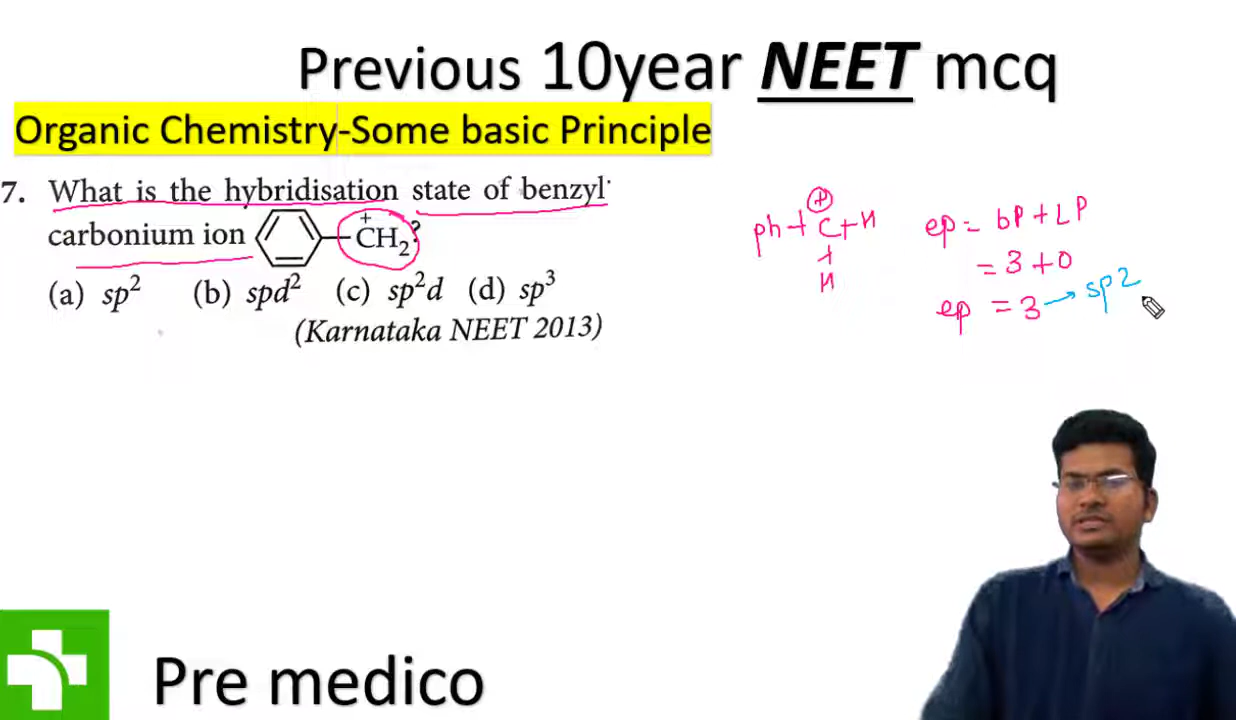 Previous 10year NEET mcq
Organic Chemistry-Some basic Principle
7. What is the hybridisation state of benzyl
carbonium ion +CH2?
(a) sp2 (b) spd2 (c) sp2d (d) sp3
(Karnataka NEET 2013)
ph C H
+
H
ep = bP + LP
= 3 + 0
ep = 3 → sp2
Pre medico